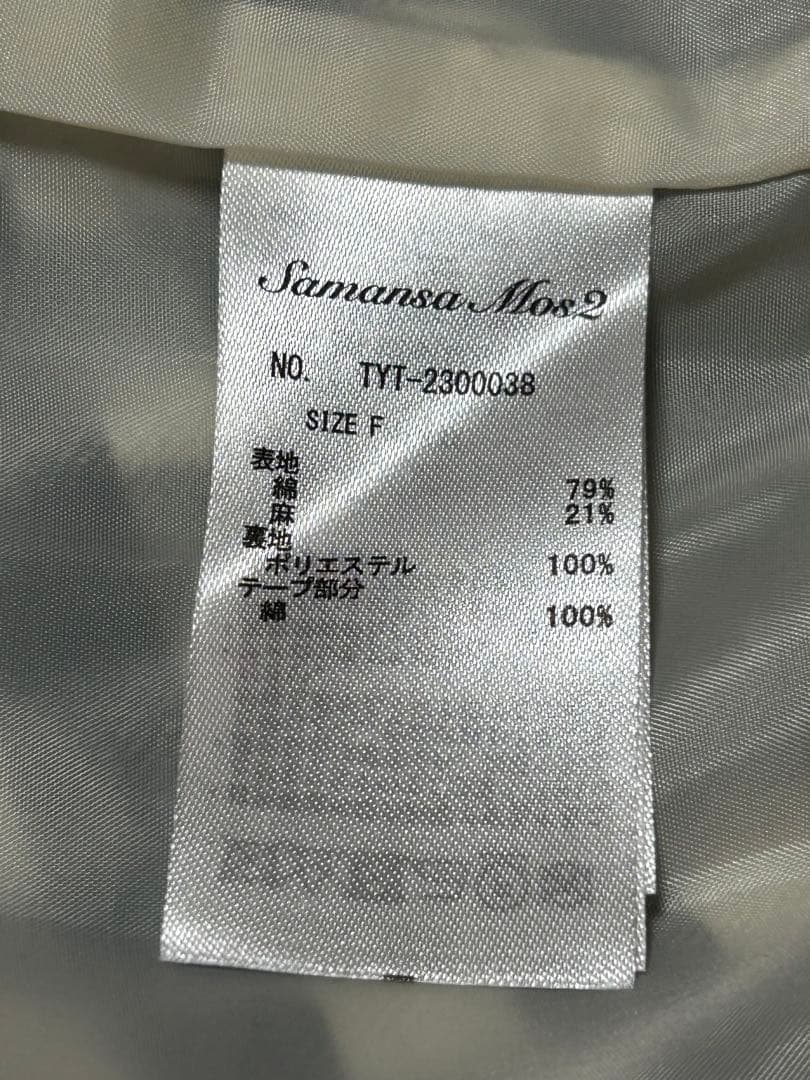 Samansa Mos2
NO. TYT-2300038
SIZE F
表地
綿 79%
麻 21%
裏地
ポリエステル 100%
テープ部分
綿 100%